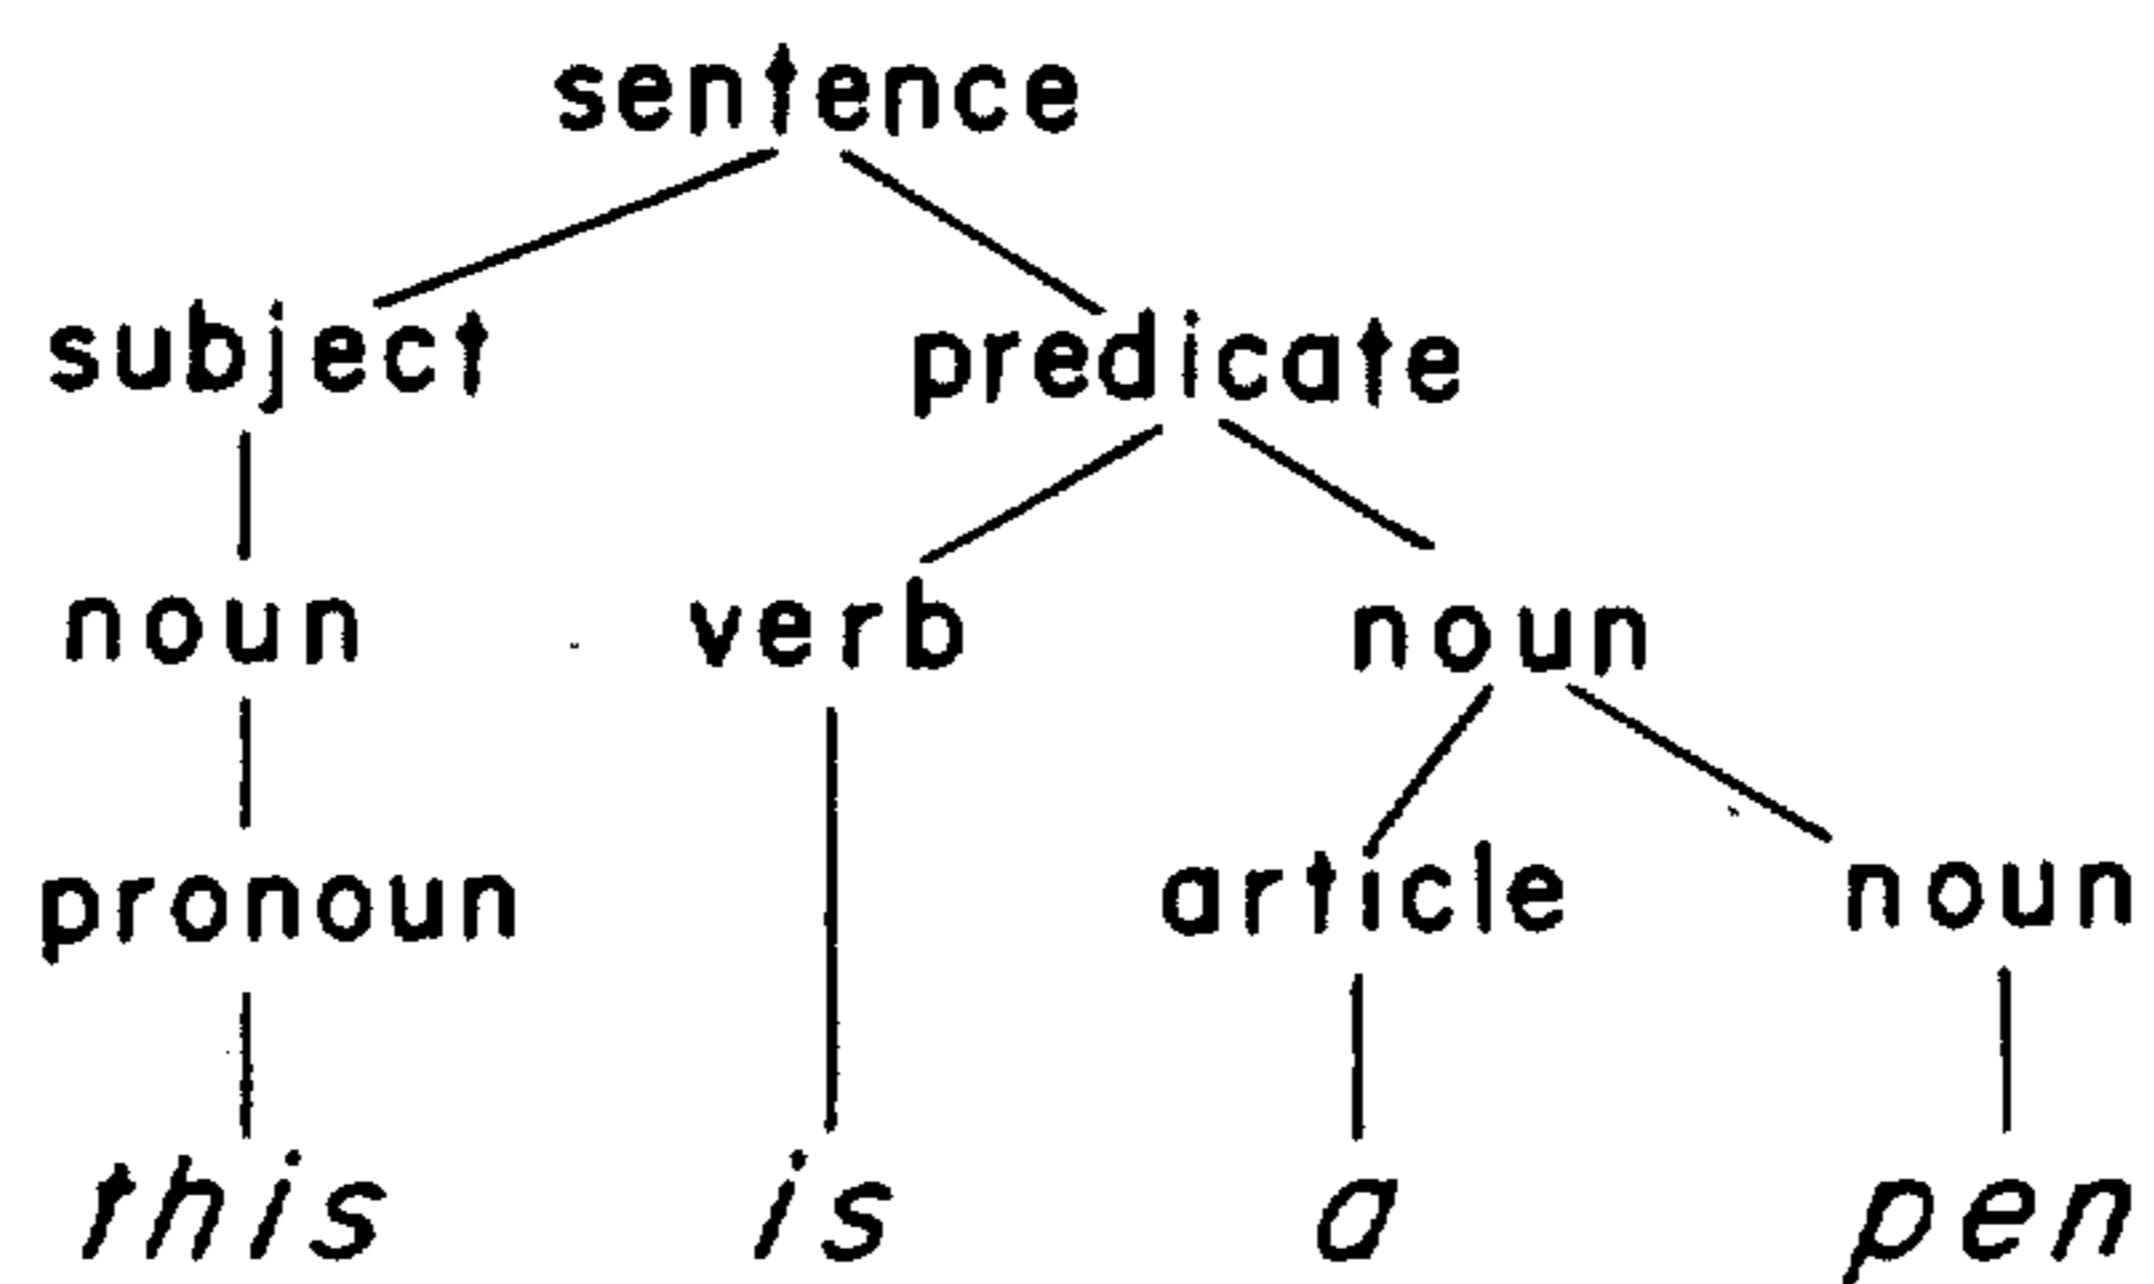 sentence
subject predicate
noun verb noun
pronoun article noun
this is a pen